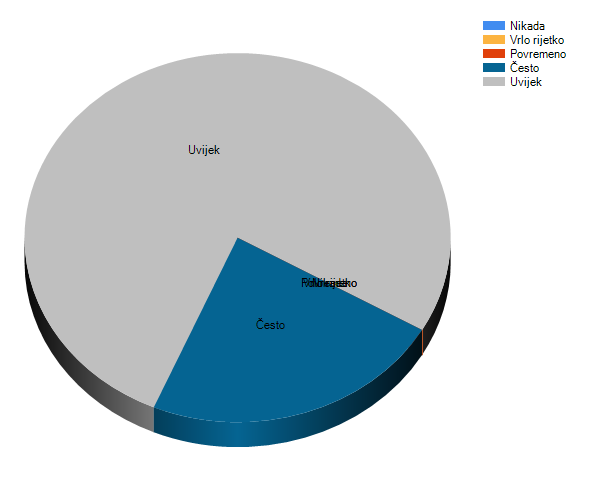 Nikada
Vrlo rijetko
Povremeno
Često
Uvijek
Uvijek
Često